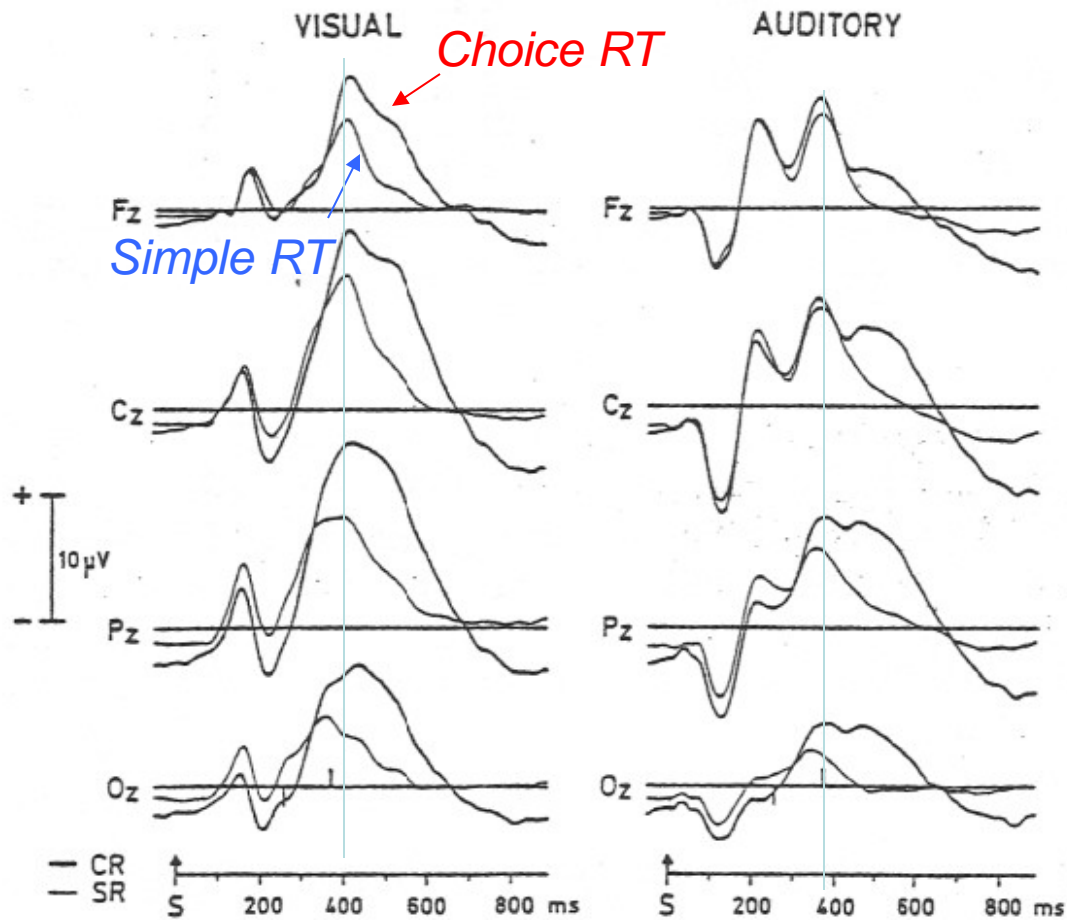 VISUAL
AUDITORY
Choice RT
Simple RT
Fz
Fz
Cz
Cz
+
10 μV
-
Pz
Pz
Oz
Oz
CR
SR
S 200 400 600 800 ms
S 200 400 600 800 ms